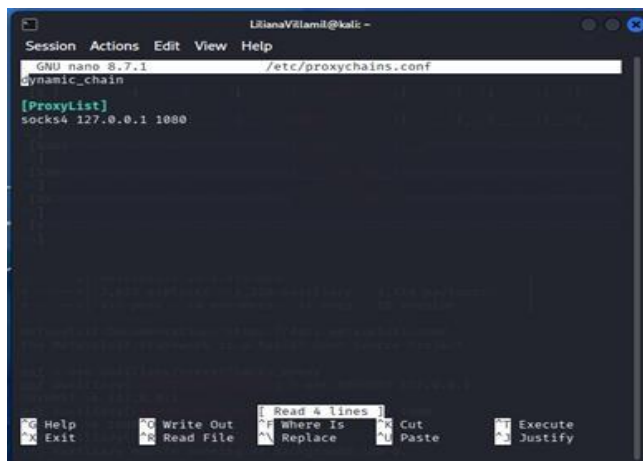 LilianaVillamil@kali: ~
Session Actions Edit View Help
GNU nano 8.7.1 /etc/proxychains.conf
dynamic_chain
[ProxyList]
socks4 127.0.0.1 1080
[ Read 4 lines ]
^G Help ^O Write Out ^F Where Is ^K Cut ^T Execute
^X Exit ^R Read File ^\ Replace ^U Paste ^J Justify